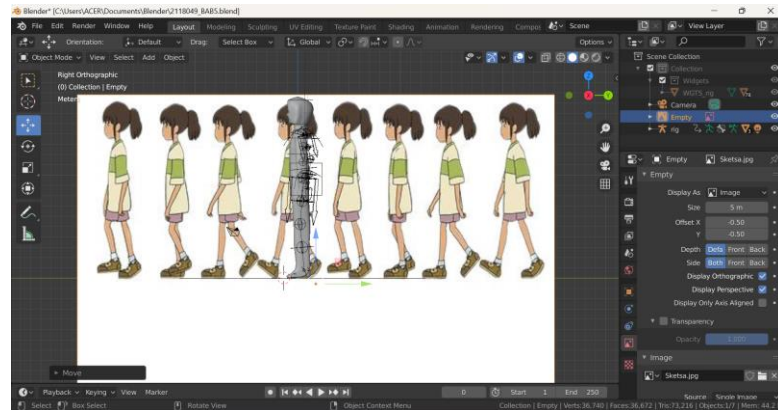 Blender* [C:\Users\ACER\Documents\Blender\2118049_BAB5.blend]
File Edit Render Window Help Layout Modeling Sculpting UV Editing Texture Paint Shading Animation Rendering Scene View Layer
Orientation: Default Drag: Select Box Global Options
Object Mode View Select Add Object
Right Orthographic
(0) Collection | Empty
Scene Collection
Collection
Widgets
WGTS_rig
Camera
Empty
rig
Empty Sketsa.jpg
Empty
Display As Image
Size 5 m
Offset X -0.50
Y -0.50
Depth Defa Front Back
Side Both Front Back
Display Orthographic
Display Perspective
Display Only Axis Aligned
Transparency
Opacity 1.000
Image
Sketsa.jpg
Source Single Image
Move
Playback Keying View Marker 0 Start 1 End 250
Select Box Select Rotate View Object Context Menu Collection | Empty | Verts:36,740 | Faces:36,672 | Tris:73,216 | Objects:1/7 |